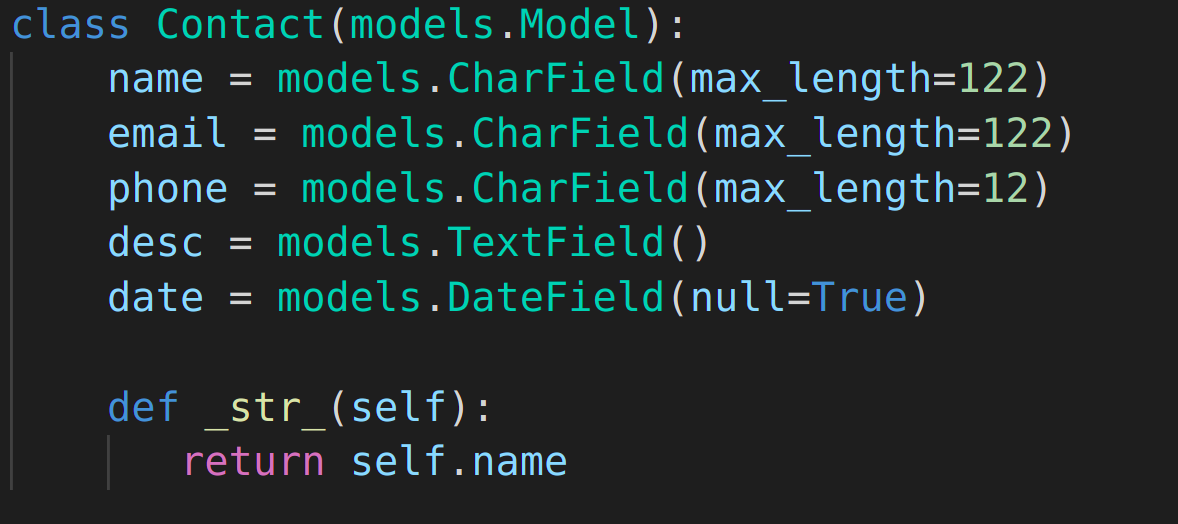 class Contact(models.Model):
    name = models.CharField(max_length=122)
    email = models.CharField(max_length=122)
    phone = models.CharField(max_length=12)
    desc = models.TextField()
    date = models.DateField(null=True)

    def _str_(self):
       return self.name